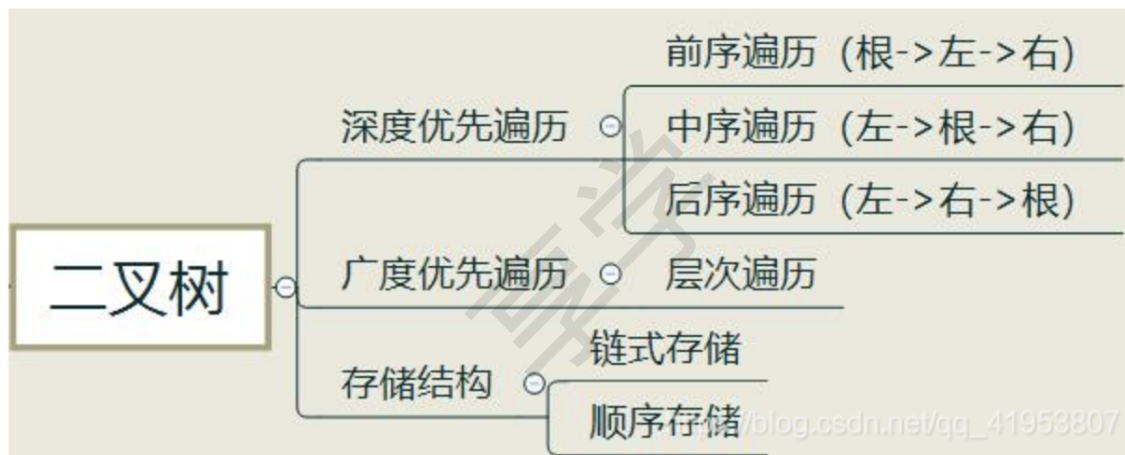 前序遍历（根->左->右）
深度优先遍历
中序遍历（左->根->右）
后序遍历（左->右->根）
二叉树
广度优先遍历
层次遍历
链式存储
存储结构
顺序存储
享学
/blog.csdn.net/qq_41953807